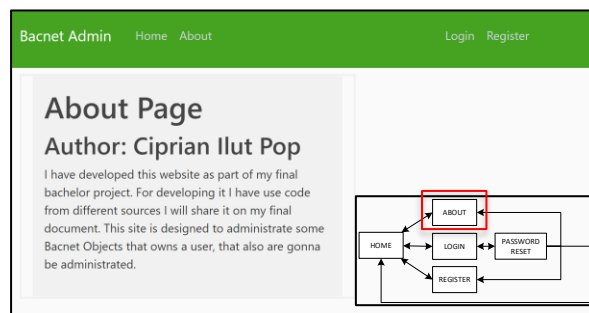 Bacnet Admin Home About Login Register
About Page
Author: Ciprian Ilut Pop
I have developed this website as part of my final
bachelor project. For developing it I have use code
from different sources I will share it on my final
document. This site is designed to administrate some
Bacnet Objects that owns a user, that also are gonna
be administrated.
ABOUT
HOME
LOGIN
PASSWORD
RESET
REGISTER